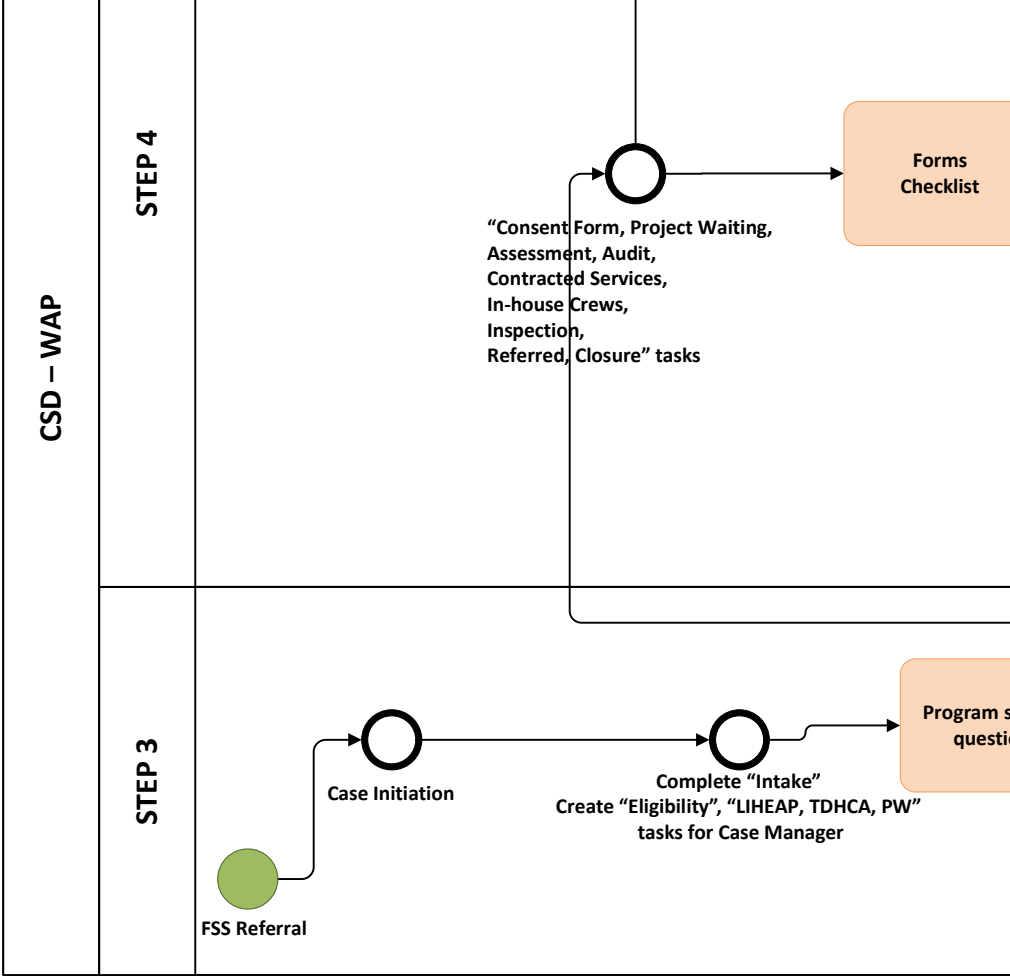 CSD – WAP
STEP 4
“Consent Form, Project Waiting,
Assessment, Audit,
Contracted Services,
In-house Crews,
Inspection,
Referred, Closure” tasks
Forms
Checklist
STEP 3
FSS Referral
Case Initiation
Complete “Intake”
Create “Eligibility”, “LIHEAP, TDHCA, PW”
tasks for Case Manager
Program